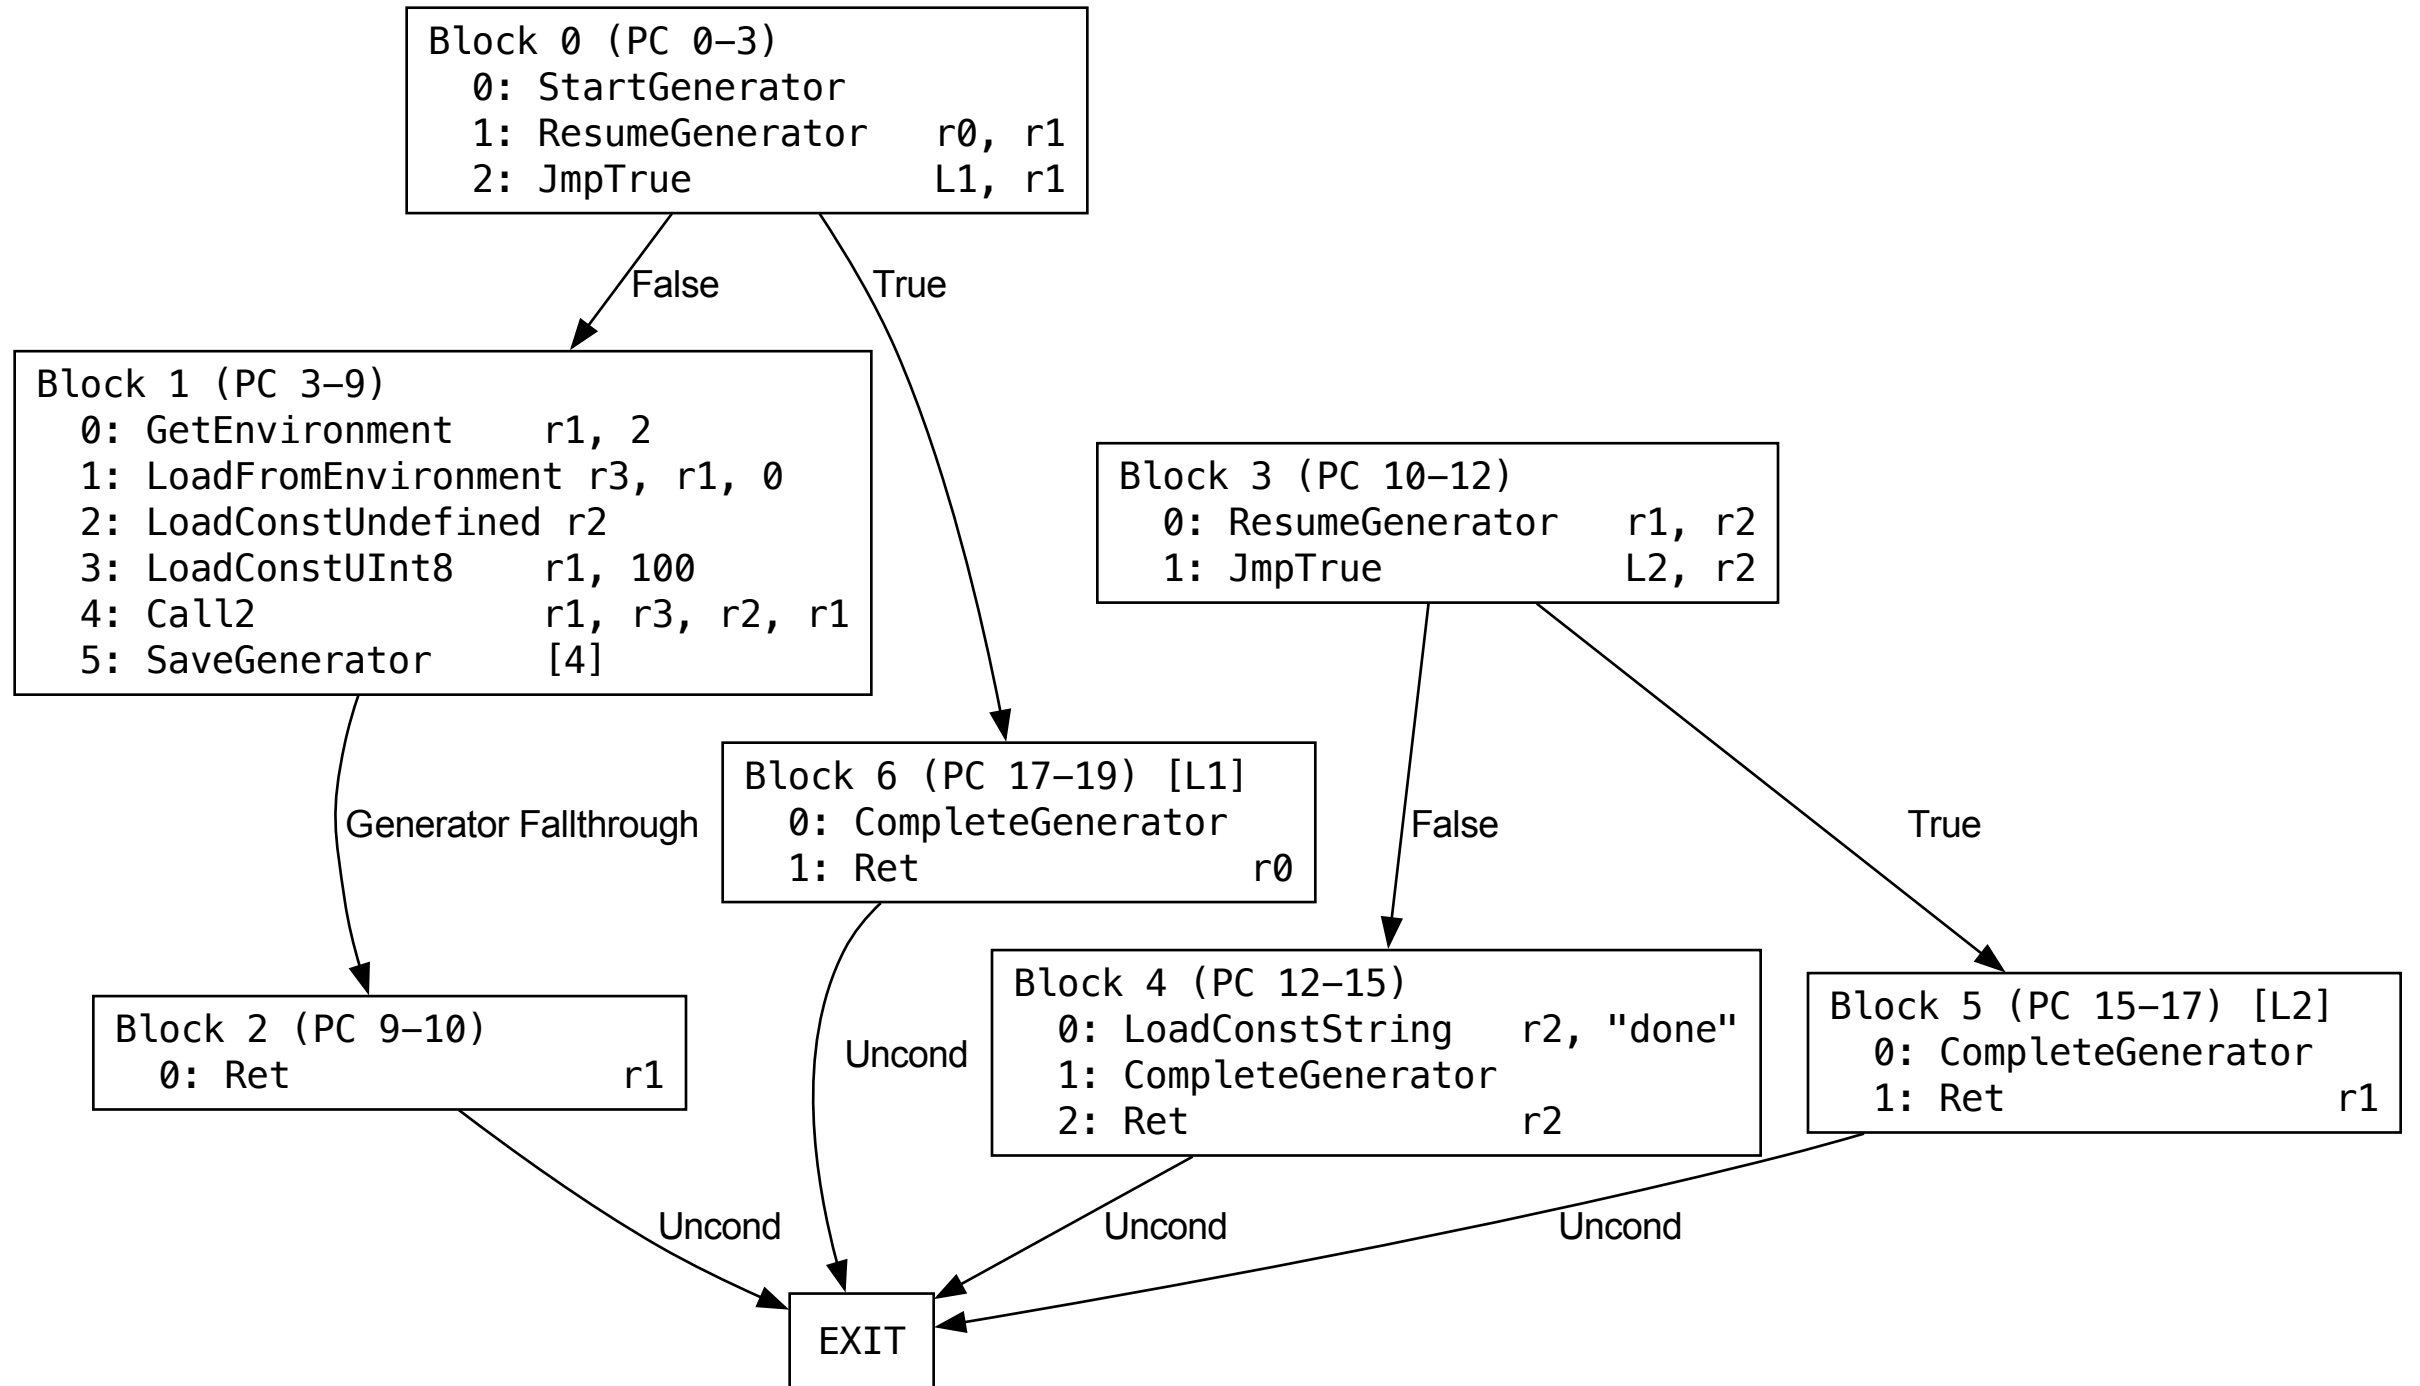 Block 0 (PC 0–3)
0: StartGenerator
1: ResumeGenerator r0, r1
2: JmpTrue L1, r1
False
True
Block 1 (PC 3–9)
0: GetEnvironment r1, 2
1: LoadFromEnvironment r3, r1, 0
2: LoadConstUndefined r2
3: LoadConstUInt8 r1, 100
4: Call2 r1, r3, r2, r1
5: SaveGenerator [4]
Block 3 (PC 10–12)
0: ResumeGenerator r1, r2
1: JmpTrue L2, r2
Generator Fallthrough
Block 6 (PC 17–19) [L1]
0: CompleteGenerator
1: Ret r0
False
True
Block 2 (PC 9–10)
0: Ret r1
Uncond
Block 4 (PC 12–15)
0: LoadConstString r2, "done"
1: CompleteGenerator
2: Ret r2
Block 5 (PC 15–17) [L2]
0: CompleteGenerator
1: Ret r1
Uncond
Uncond
Uncond
EXIT